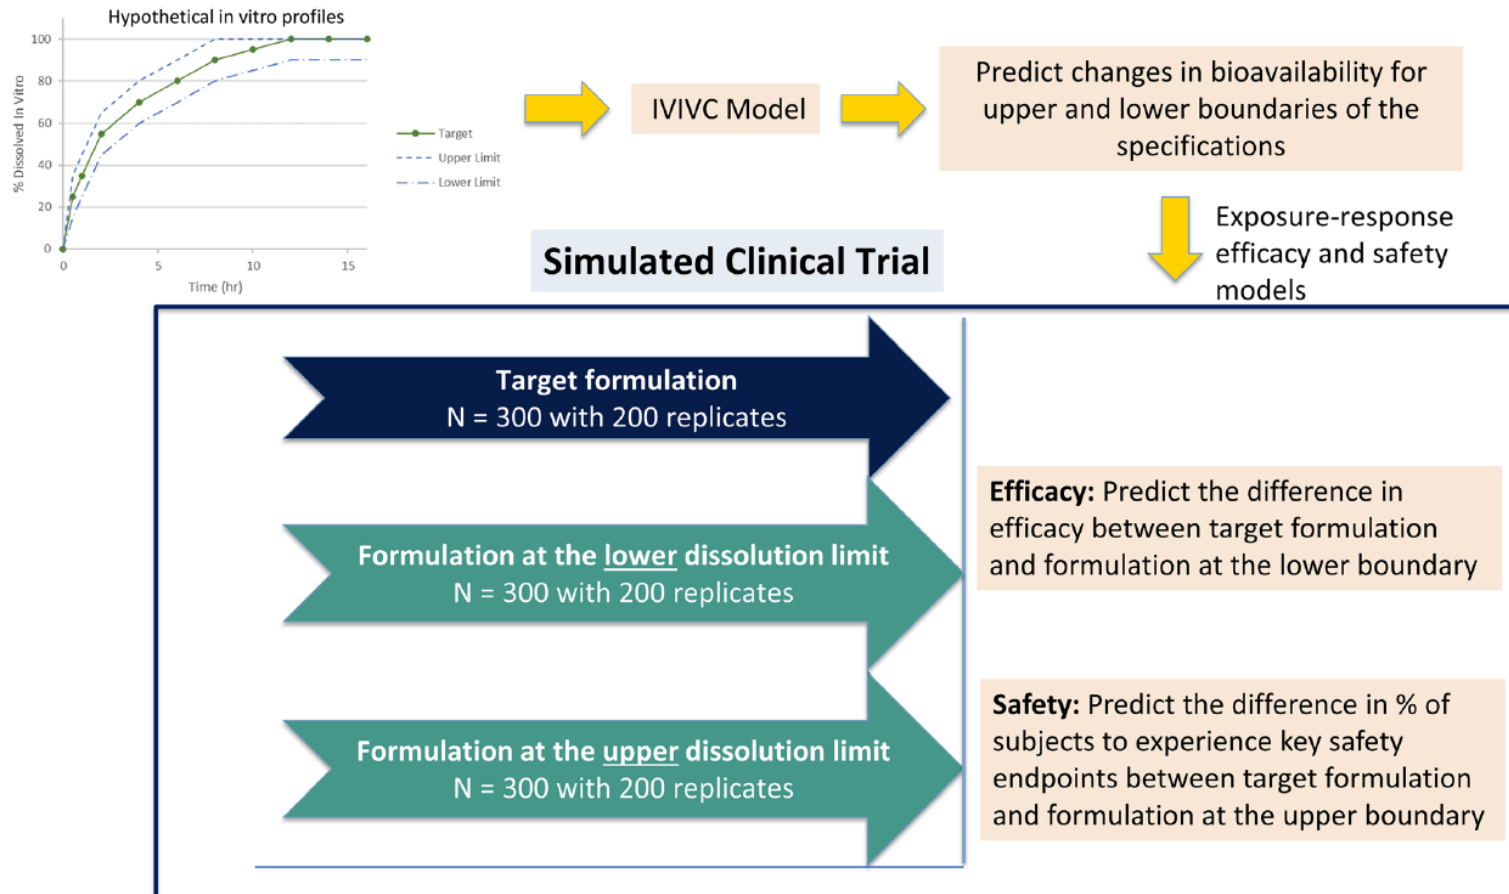 Hypothetical in vitro profiles
100
80
60
40
20
0
% Dissolved In Vitro
0
5
10
15
Time (hr)
Target
Upper Limit
Lower Limit
IVIVC Model
Predict changes in bioavailability for
upper and lower boundaries of the
specifications
Exposure-response
efficacy and safety
models
Simulated Clinical Trial
Target formulation
N = 300 with 200 replicates
Formulation at the lower dissolution limit
N = 300 with 200 replicates
Formulation at the upper dissolution limit
N = 300 with 200 replicates
Efficacy: Predict the difference in
efficacy between target formulation
and formulation at the lower boundary
Safety: Predict the difference in % of
subjects to experience key safety
endpoints between target formulation
and formulation at the upper boundary